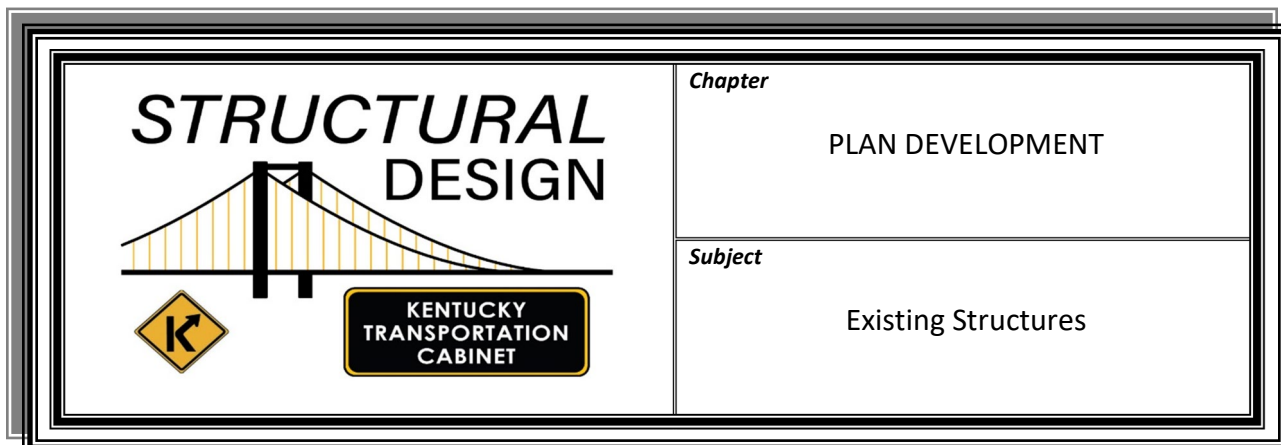 STRUCTURAL
DESIGN
KENTUCKY
TRANSPORTATION
CABINET
Chapter
PLAN DEVELOPMENT
Subject
Existing Structures